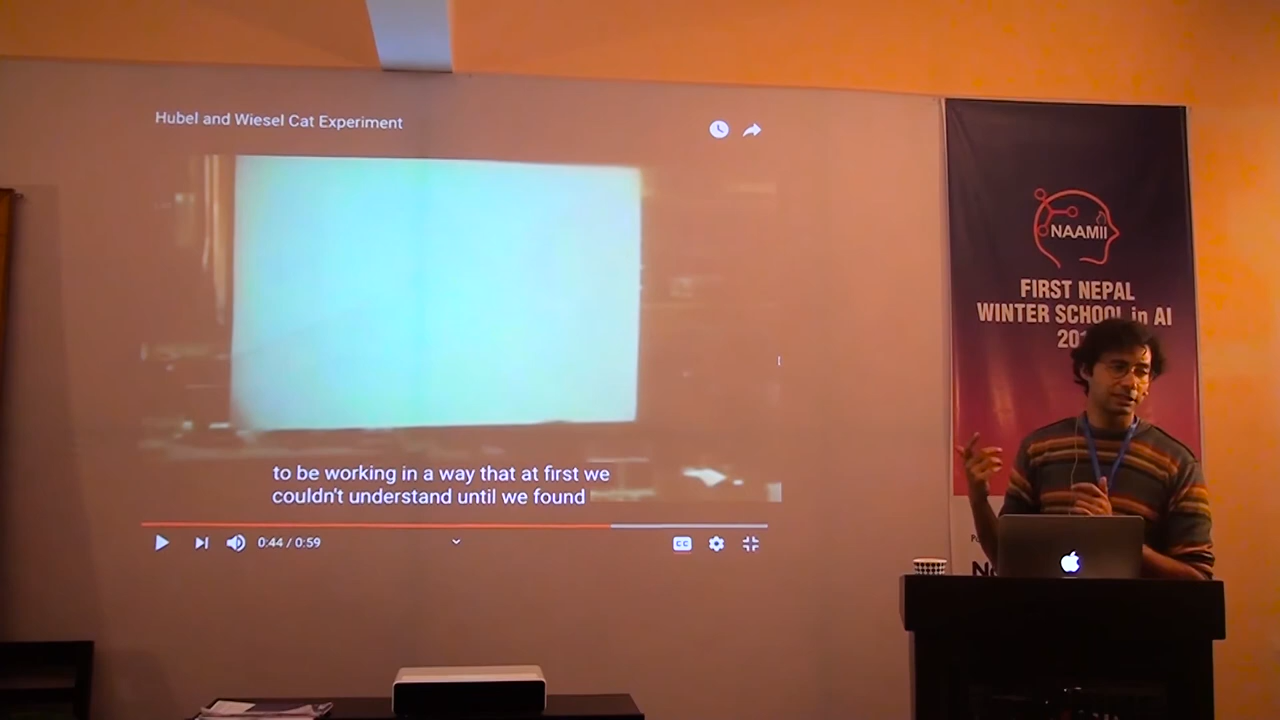 Hubel and Wiesel Cat Experiment
to be working in a way that at first we
couldn't understand until we found
0:44 / 0:59
CC
NAAMII
FIRST NEPAL
WINTER SCHOOL in AI